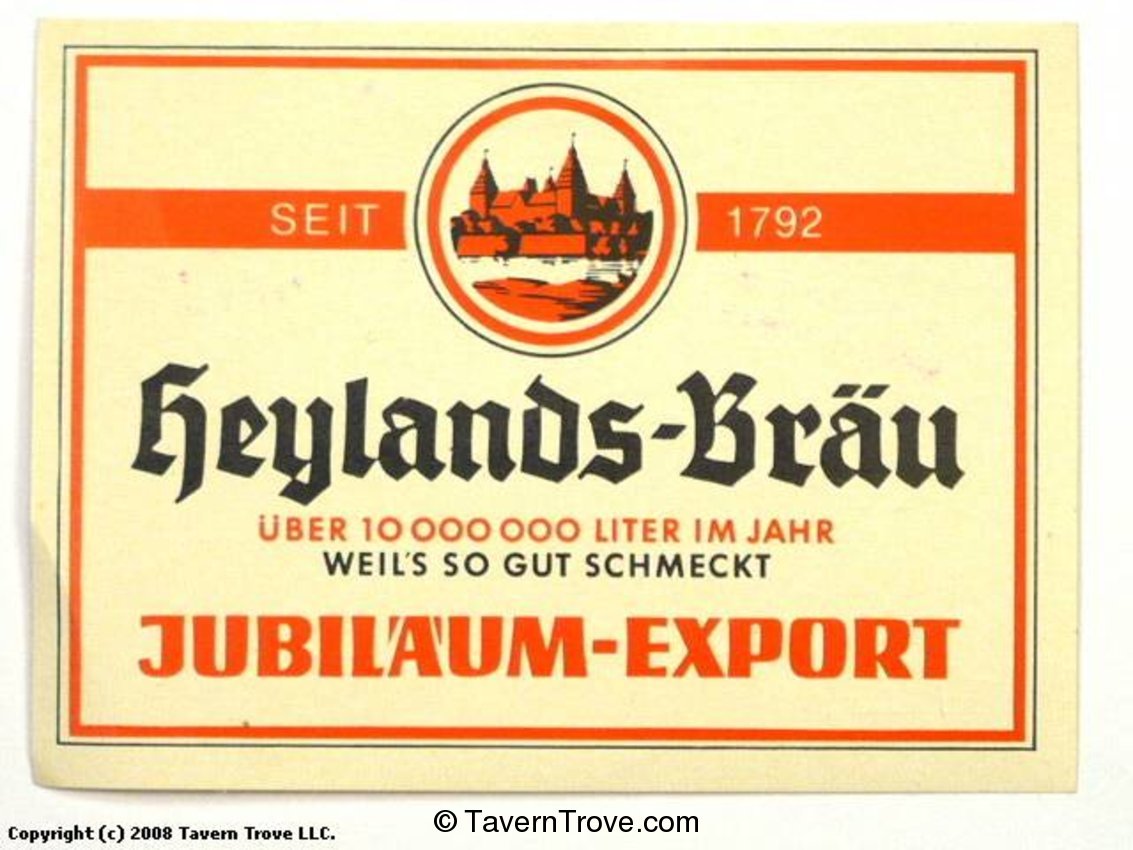 SEIT 1792
Heylands-Bräu
ÜBER 10 000 000 LITER IM JAHR
WEIL'S SO GUT SCHMECKT
JUBILÄUM-EXPORT
© TavernTrove.com
Copyright (c) 2008 Tavern Trove LLC.